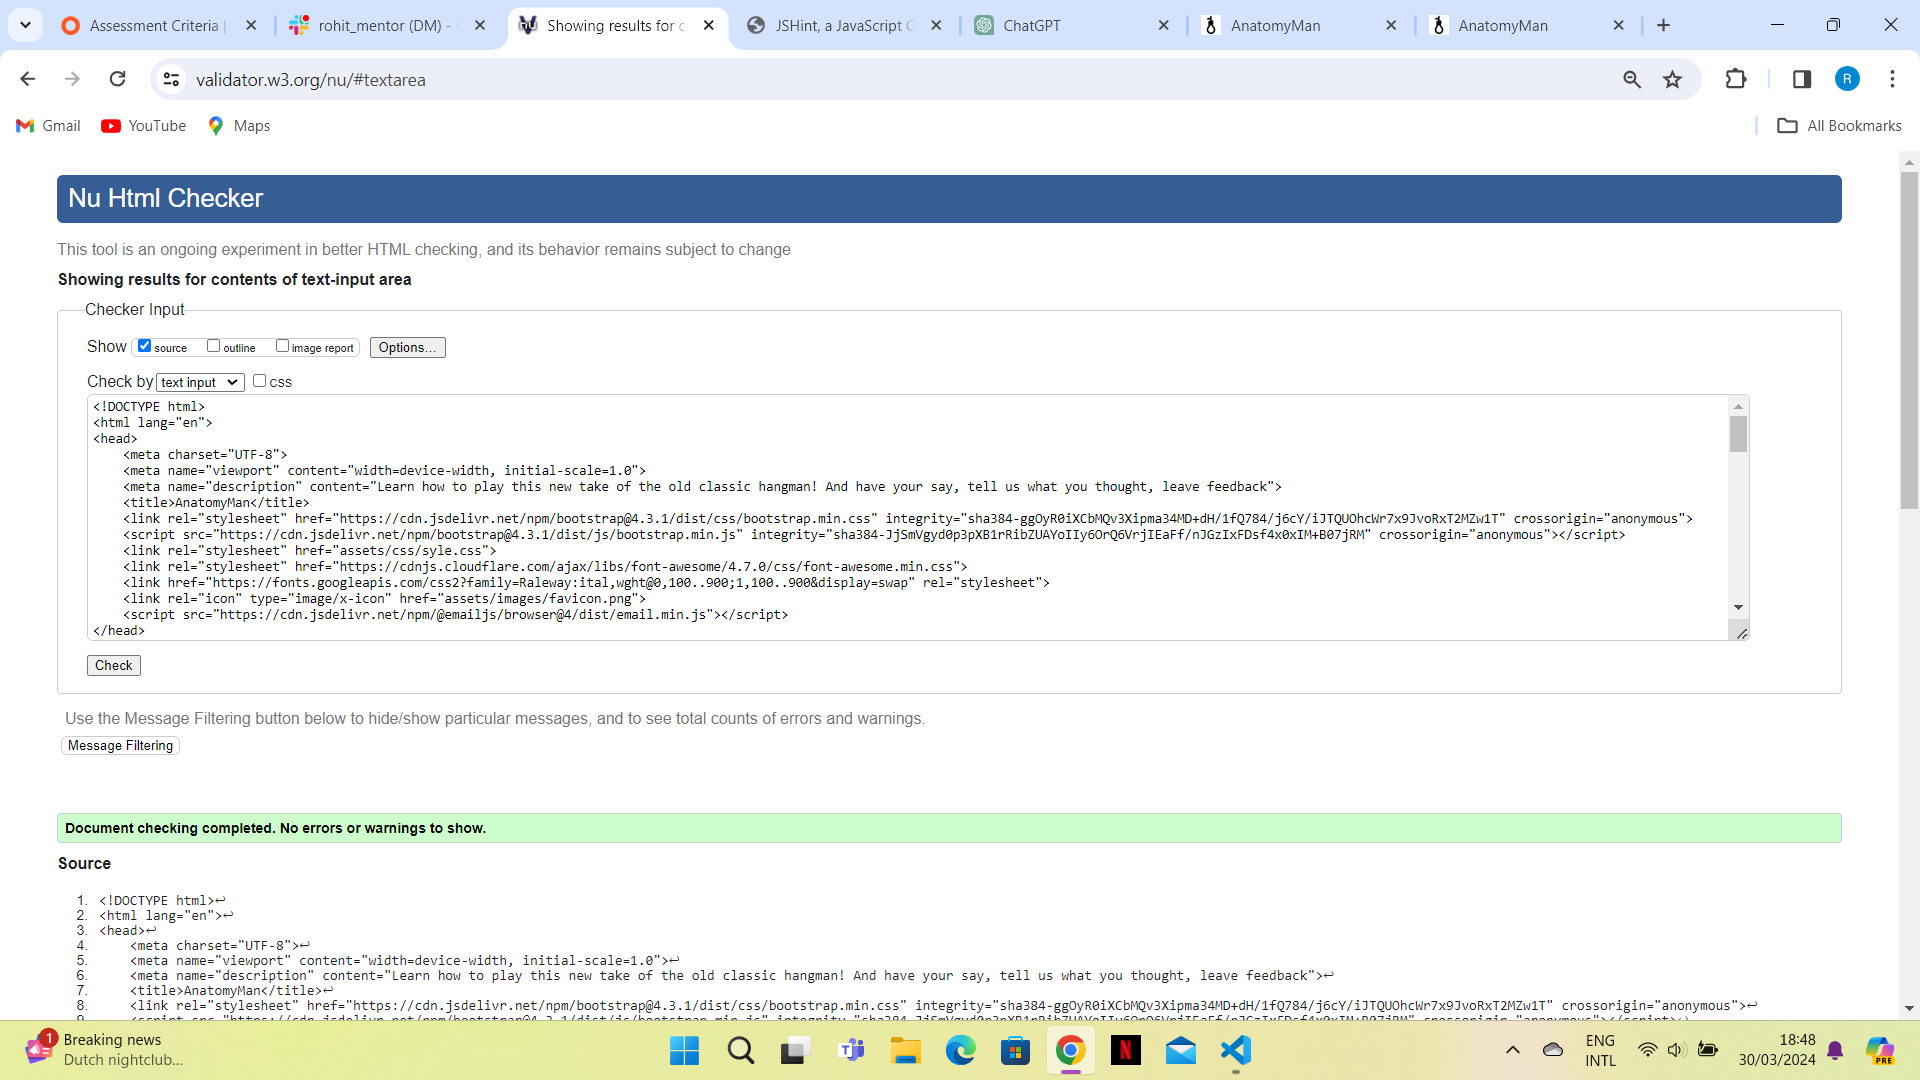 Assessment Criteria |
rohit_mentor (DM) -
Showing results for c
JSHint, a JavaScript C
ChatGPT
AnatomyMan
AnatomyMan
validator.w3.org/nu/#textarea
R
Gmail
YouTube
Maps
All Bookmarks
Nu Html Checker
This tool is an ongoing experiment in better HTML checking, and its behavior remains subject to change
Showing results for contents of text-input area
Checker Input
Show source outline image report Options...
Check by text input css
<!DOCTYPE html>
<html lang="en">
<head>
<meta charset="UTF-8">
<meta name="viewport" content="width=device-width, initial-scale=1.0">
<meta name="description" content="Learn how to play this new take of the old classic hangman! And have your say, tell us what you thought, leave feedback">
<title>AnatomyMan</title>
<link rel="stylesheet" href="https://cdn.jsdelivr.net/npm/bootstrap@4.3.1/dist/css/bootstrap.min.css" integrity="sha384-ggOyR0iXCbMQv3Xipma34MD+dH/1fQ784/j6cY/iJTQUOhcWr7x9JvoRxT2MZw1T" crossorigin="anonymous">
<script src="https://cdn.jsdelivr.net/npm/bootstrap@4.3.1/dist/js/bootstrap.min.js" integrity="sha384-JjSmVgyd0p3pXB1rRibZUAYoIIy6OrQ6VrjIEaFf/nJGzIxFDsf4x0xIM+B07jRM" crossorigin="anonymous"></script>
<link rel="stylesheet" href="assets/css/syle.css">
<link rel="stylesheet" href="https://cdnjs.cloudflare.com/ajax/libs/font-awesome/4.7.0/css/font-awesome.min.css">
<link href="https://fonts.googleapis.com/css2?family=Raleway:ital,wght@0,100..900;1,100..900&display=swap" rel="stylesheet">
<link rel="icon" type="image/x-icon" href="assets/images/favicon.png">
<script src="https://cdn.jsdelivr.net/npm/@emailjs/browser@4/dist/email.min.js"></script>
</head>
Check
Use the Message Filtering button below to hide/show particular messages, and to see total counts of errors and warnings.
Message Filtering
Document checking completed. No errors or warnings to show.
Source
1. <!DOCTYPE html>↩
2. <html lang="en">↩
3. <head>↩
4. <meta charset="UTF-8">↩
5. <meta name="viewport" content="width=device-width, initial-scale=1.0">↩
6. <meta name="description" content="Learn how to play this new take of the old classic hangman! And have your say, tell us what you thought, leave feedback">↩
7. <title>AnatomyMan</title>↩
8. <link rel="stylesheet" href="https://cdn.jsdelivr.net/npm/bootstrap@4.3.1/dist/css/bootstrap.min.css" integrity="sha384-ggOyR0iXCbMQv3Xipma34MD+dH/1fQ784/j6cY/iJTQUOhcWr7x9JvoRxT2MZw1T" crossorigin="anonymous">↩
1
Breaking news
Dutch nightclub...
ENG
INTL
18:48
30/03/2024
PRE